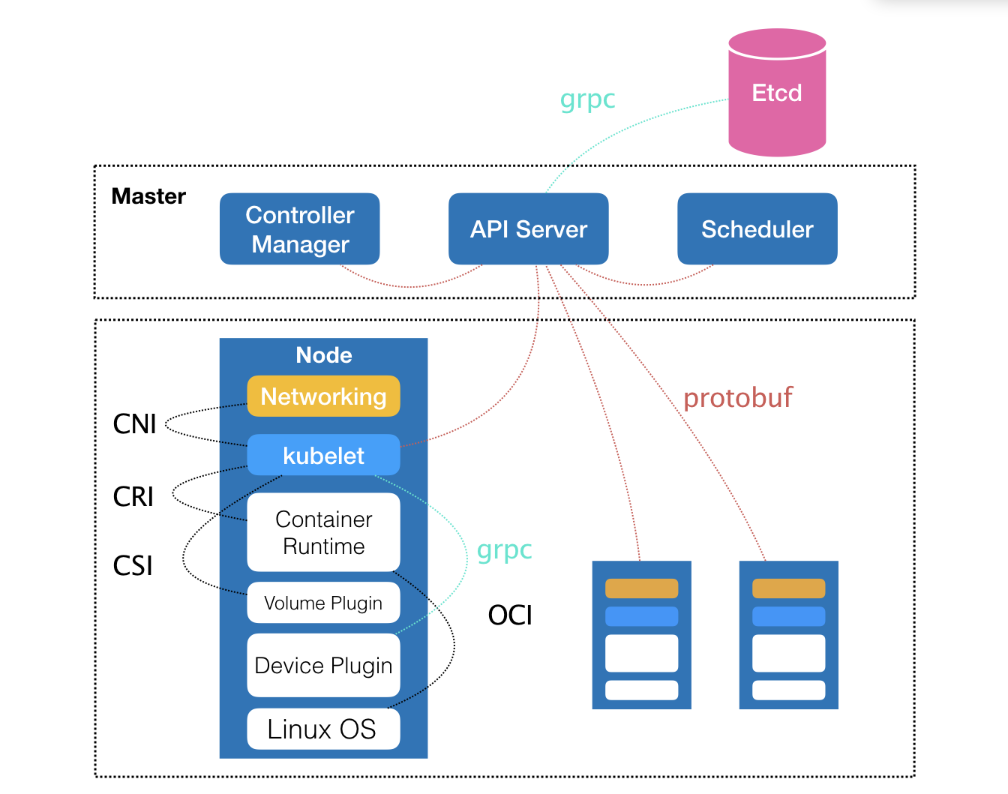 Etcd
grpc
Master
Controller
Manager
API Server
Scheduler
Node
Networking
CNI
kubelet
protobuf
CRI
Container
Runtime
CSI
grpc
Volume Plugin
OCI
Device Plugin
Linux OS